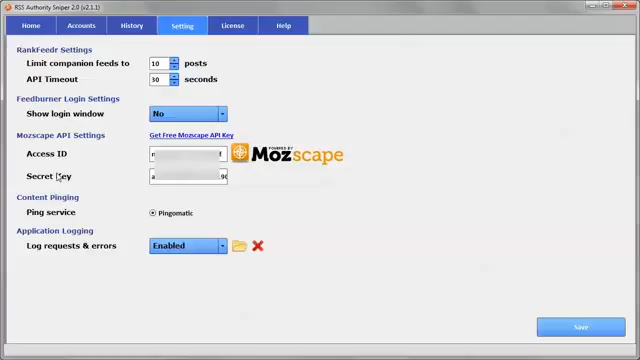 RSS Authority Sniper 2.0 (v2.1.1)
Home Accounts History Setting License Help
RankFeedr Settings
Limit companion feeds to 10 posts
API Timeout 30 seconds
Feedburner Login Settings
Show login window No
Mozscape API Settings Get Free Mozscape API Key
Access ID
POWERED BY
Mozscape
Secret Key
Content Pinging
Ping service Pingomatic
Application Logging
Log requests & errors Enabled
Save